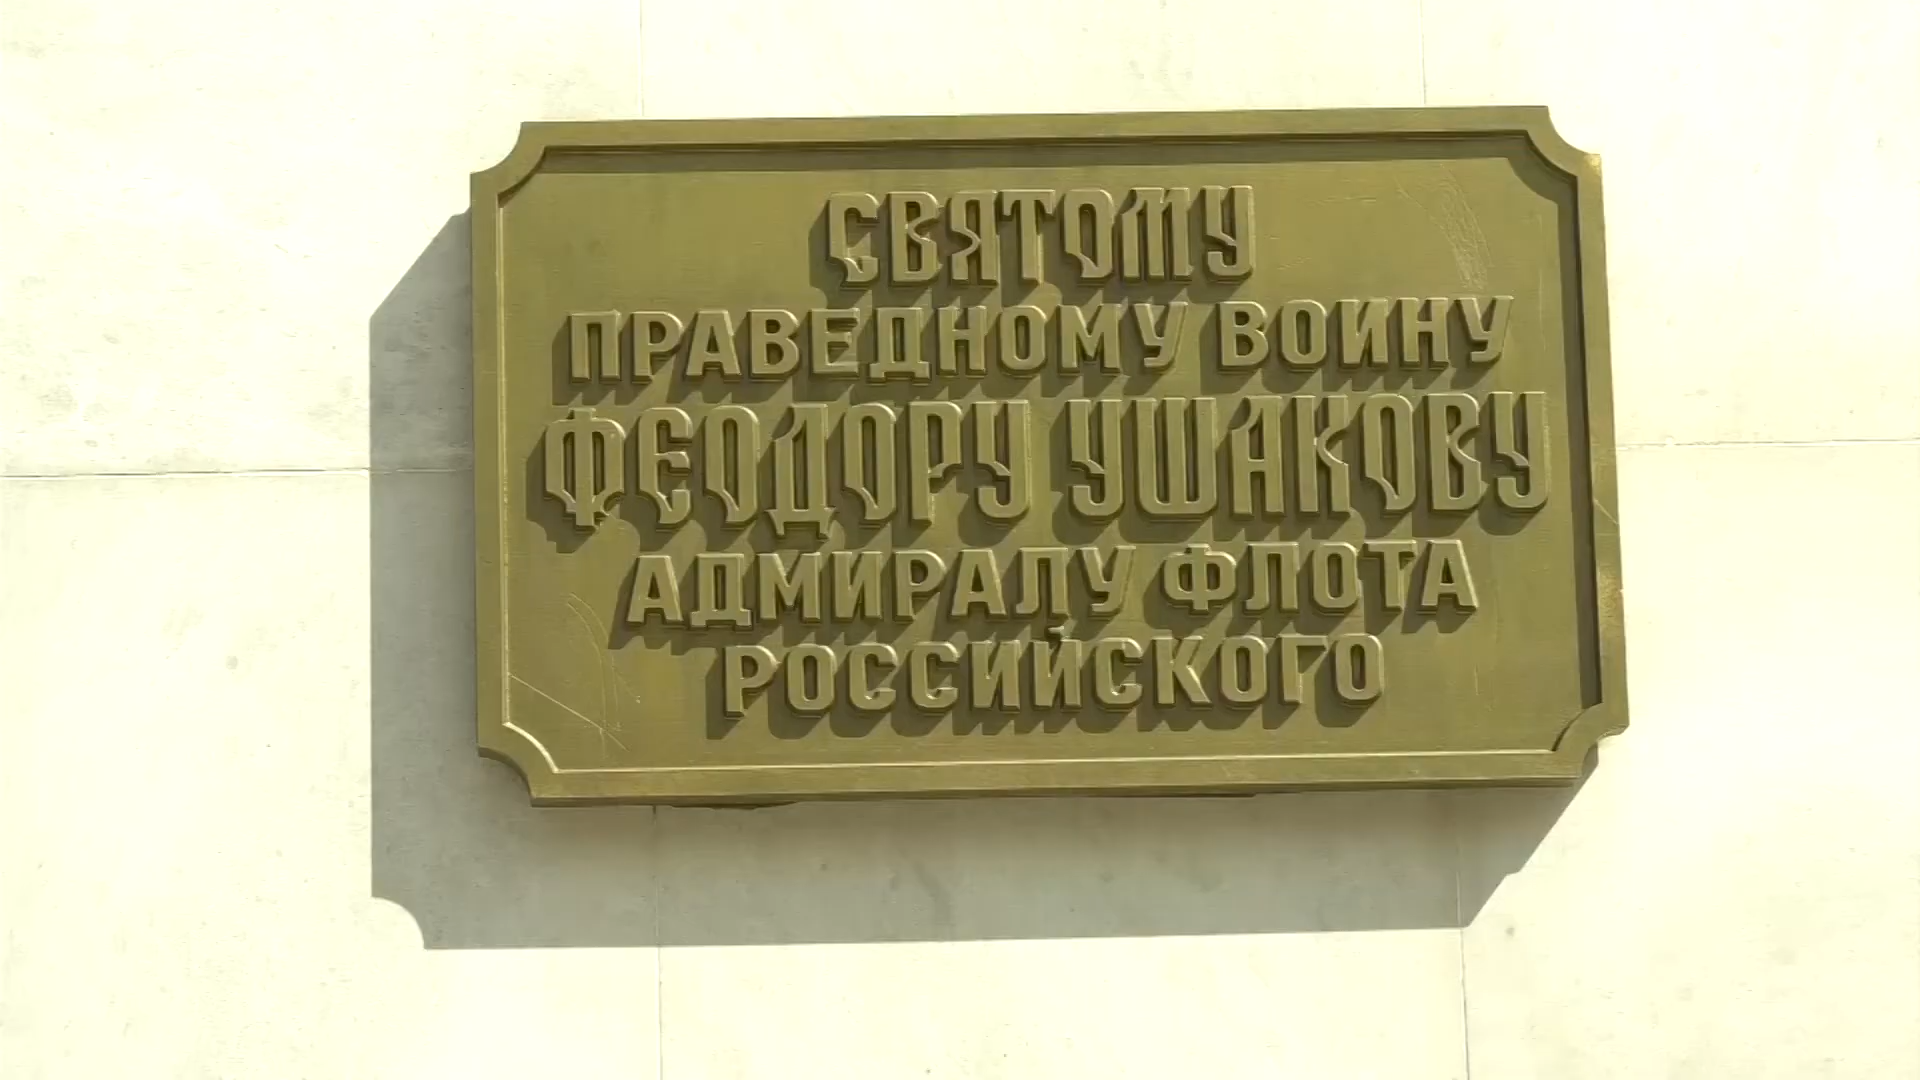 СВЯТОМУ
ПРАВЕДНОМУ ВОИНУ
ФЕОДОРУ УШАКОВУ
АДМИРАЛУ ФЛОТА
РОССИЙСКОГО